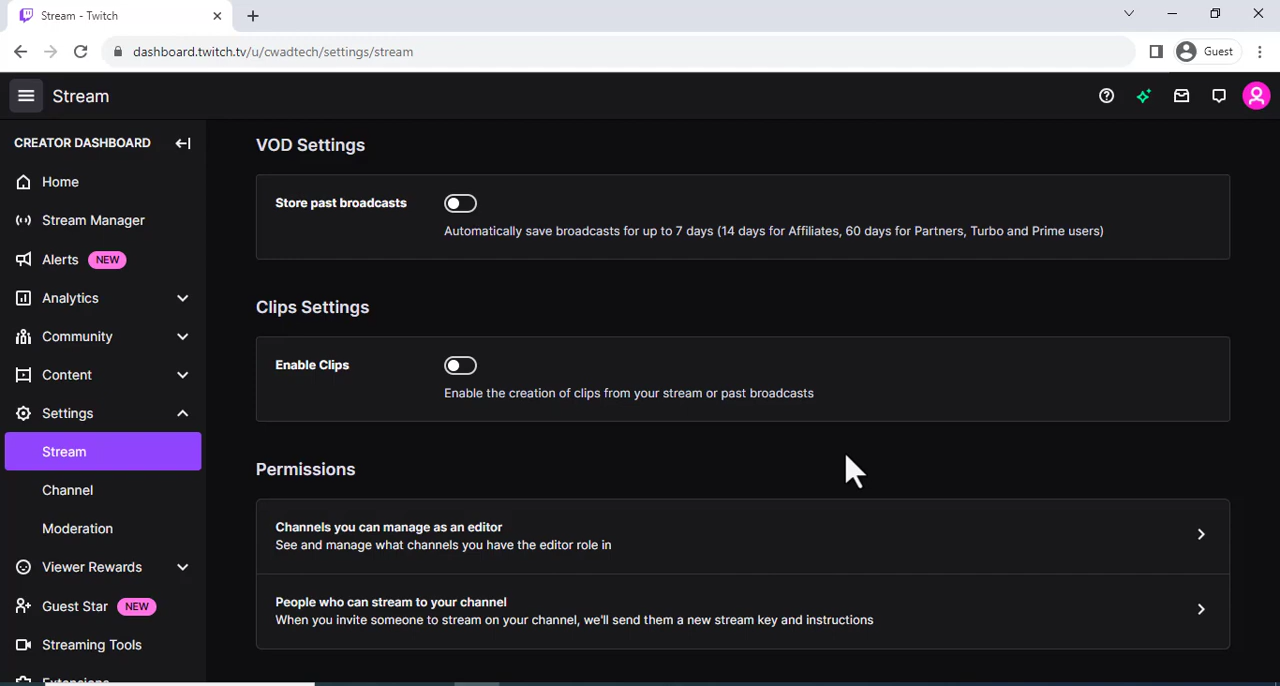 Stream - Twitch
dashboard.twitch.tv/u/cwadtech/settings/stream
Guest
Stream
CREATOR DASHBOARD
Home
Stream Manager
Alerts NEW
Analytics
Community
Content
Settings
Stream
Channel
Moderation
Viewer Rewards
Guest Star NEW
Streaming Tools
Extensions
VOD Settings
Store past broadcasts
Automatically save broadcasts for up to 7 days (14 days for Affiliates, 60 days for Partners, Turbo and Prime users)
Clips Settings
Enable Clips
Enable the creation of clips from your stream or past broadcasts
Permissions
Channels you can manage as an editor
See and manage what channels you have the editor role in
People who can stream to your channel
When you invite someone to stream on your channel, we'll send them a new stream key and instructions